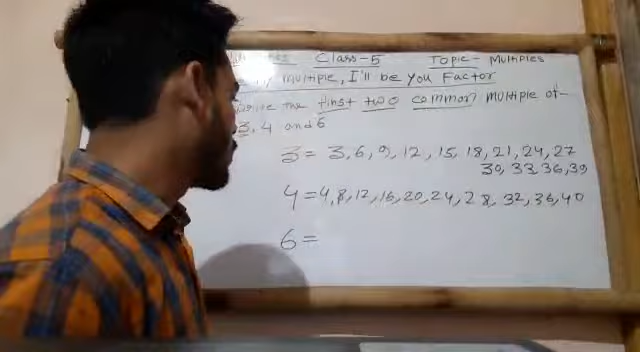 Class-5 Topic- Multiples
Multiple, I'll be you Factor
the first two common multiple of-
3, 4 and 6
3= 3,6,9,12,15,18,21,24,27
30,33,36,39
4=4,8,12,16,20,24,28,32,36,40
6=